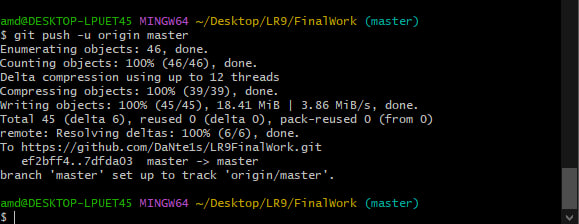 amd@DESKTOP-LPUET45 MINGW64 ~/Desktop/LR9/FinalWork (master)
$ git push -u origin master
Enumerating objects: 46, done.
Counting objects: 100% (46/46), done.
Delta compression using up to 12 threads
Compressing objects: 100% (39/39), done.
Writing objects: 100% (45/45), 18.41 MiB | 3.86 MiB/s, done.
Total 45 (delta 6), reused 0 (delta 0), pack-reused 0 (from 0)
remote: Resolving deltas: 100% (6/6), done.
To https://github.com/DaNte1s/LR9FinalWork.git
   ef2bff4..7dfda03  master -> master
branch 'master' set up to track 'origin/master'.
amd@DESKTOP-LPUET45 MINGW64 ~/Desktop/LR9/FinalWork (master)
$